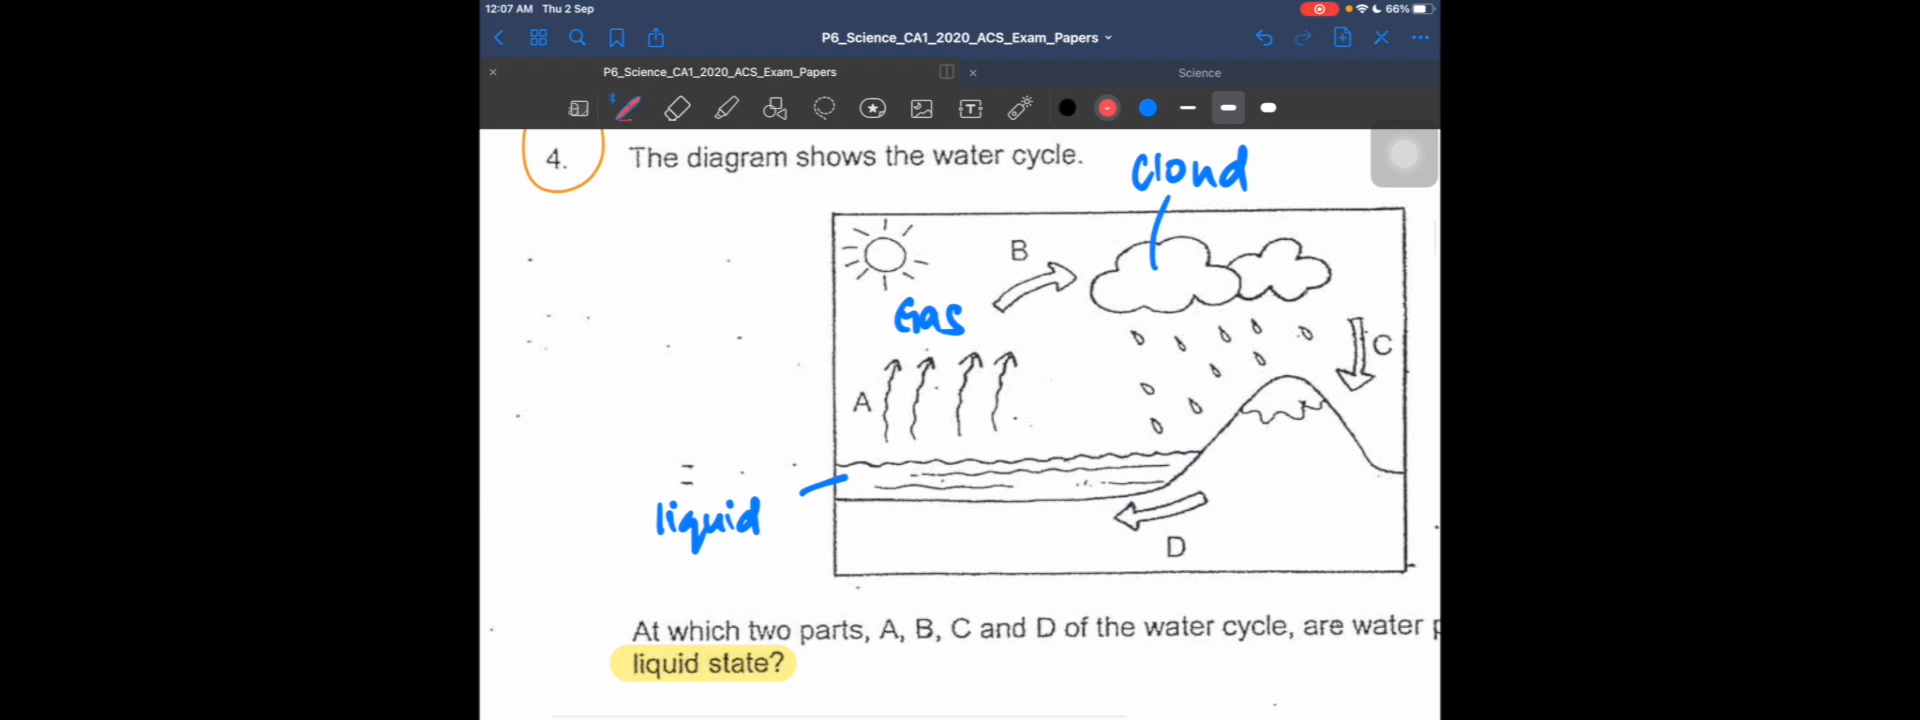 12:07 AM Thu 2 Sep
66%
P6_Science_CA1_2020_ACS_Exam_Papers
P6_Science_CA1_2020_ACS_Exam_Papers
Science
4. The diagram shows the water cycle.
Cloud
B
Gas
C
A
liquid
D
At which two parts, A, B, C and D of the water cycle, are water
liquid state?